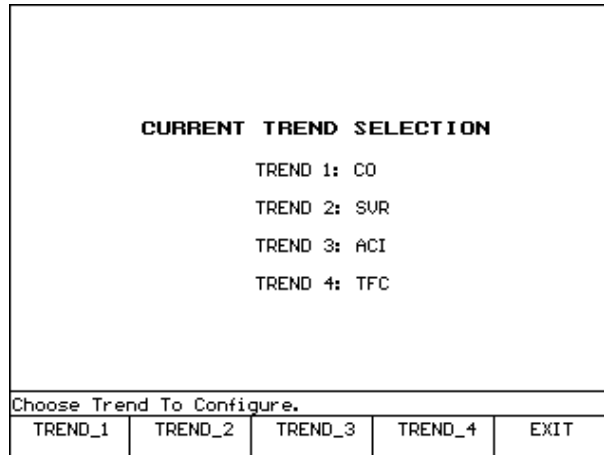 CURRENT TREND SELECTION
TREND 1: CO
TREND 2: SVR
TREND 3: ACI
TREND 4: TFC
Choose Trend To Configure.
TREND_1 TREND_2 TREND_3 TREND_4 EXIT